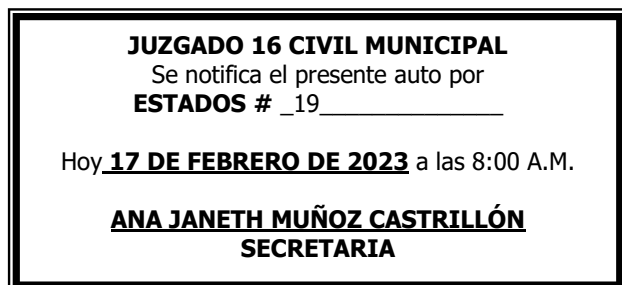 JUZGADO 16 CIVIL MUNICIPAL
Se notifica el presente auto por
ESTADOS # _19______________
Hoy 17 DE FEBRERO DE 2023 a las 8:00 A.M.
ANA JANETH MUÑOZ CASTRILLÓN
SECRETARIA